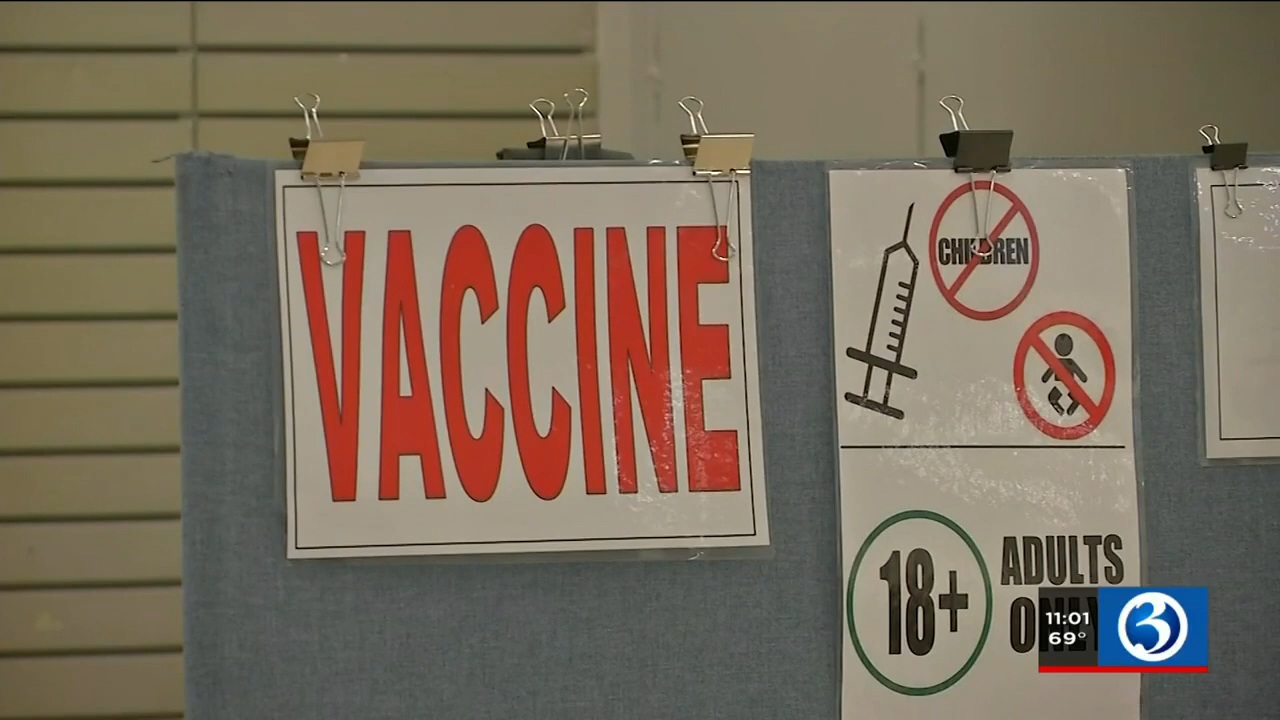 VACCINE
CHILDREN
18+
ADULTS
ONLY
11:01
69°
3